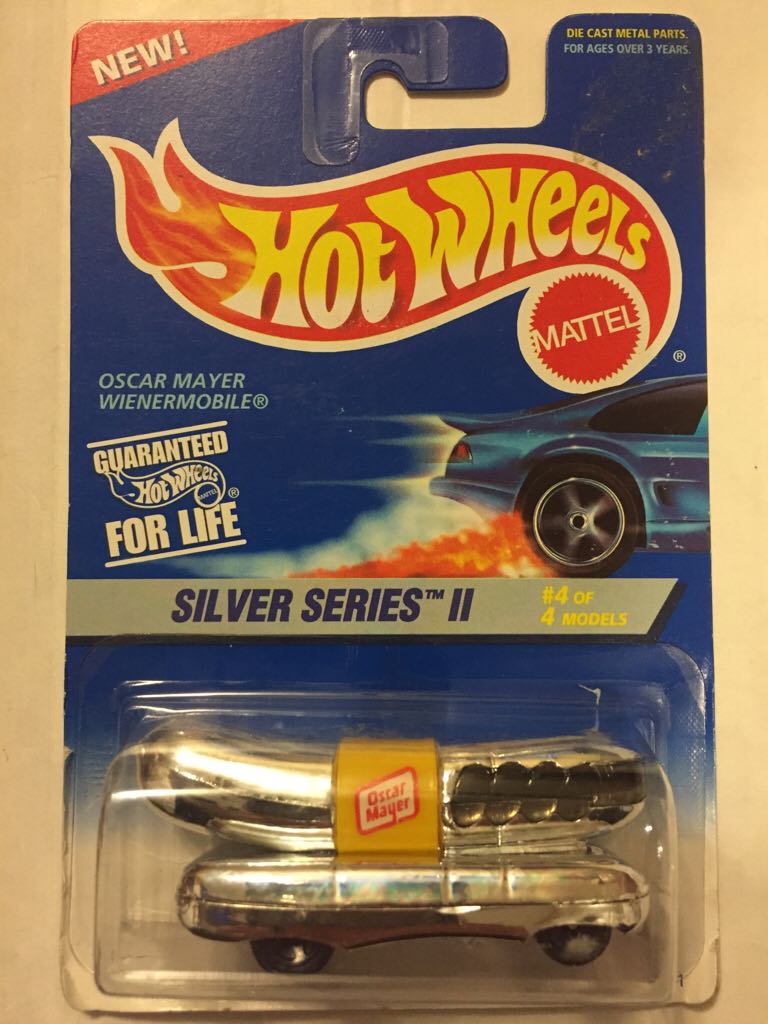 NEW!
DIE CAST METAL PARTS.
FOR AGES OVER 3 YEARS.
HOT WHEELS
MATTEL
®
OSCAR MAYER
WIENERMOBILE®
GUARANTEED
HOT WHEELS
MATTEL ®
FOR LIFE
SILVER SERIES™ II
#4 OF
4 MODELS
Oscar
Mayer